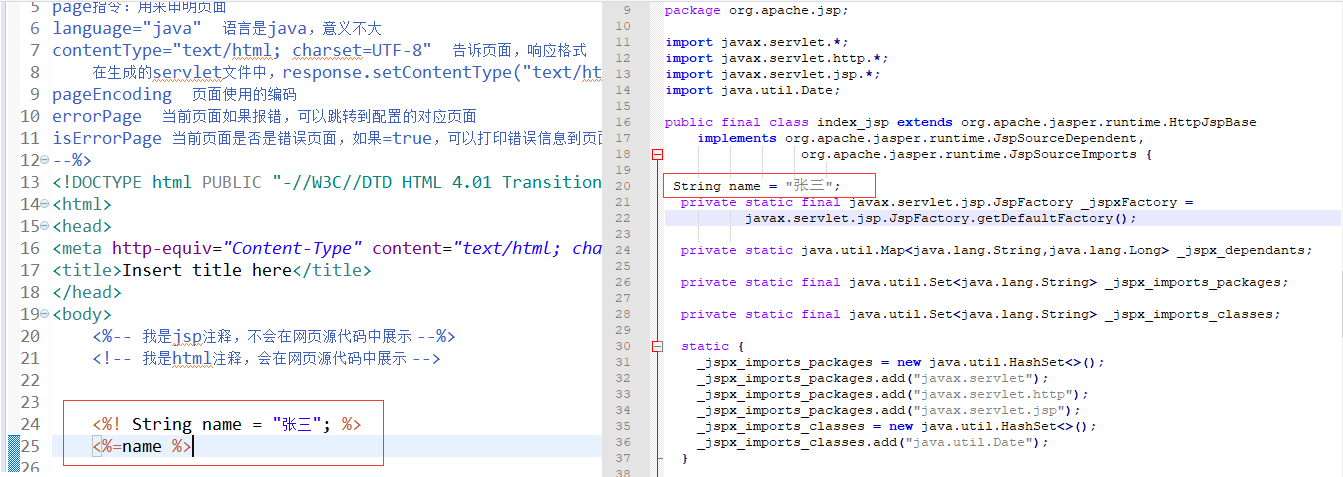 5 page指令：用来申明页面
6 language="java"  语言是java，意义不大
7 contentType="text/html; charset=UTF-8"  告诉页面，响应格式
8     在生成的servlet文件中，response.setContentType("text/ht
9 pageEncoding  页面使用的编码
10 errorPage  当前页面如果报错，可以跳转到配置的对应页面
11 isErrorPage 当前页面是否是错误页面，如果=true，可以打印错误信息到页面
12 --%>
13 <!DOCTYPE html PUBLIC "-//W3C//DTD HTML 4.01 Transition
14 <html>
15 <head>
16 <meta http-equiv="Content-Type" content="text/html; cha
17 <title>Insert title here</title>
18 </head>
19 <body>
20     <%-- 我是jsp注释，不会在网页源代码中展示 --%>
21     <!-- 我是html注释，会在网页源代码中展示 -->
22
23
24     <%! String name = "张三"; %>
25     <%=name %>
26
9 package org.apache.jsp;
10
11 import javax.servlet.*;
12 import javax.servlet.http.*;
13 import javax.servlet.jsp.*;
14 import java.util.Date;
15
16 public final class index_jsp extends org.apache.jasper.runtime.HttpJspBase
17     implements org.apache.jasper.runtime.JspSourceDependent,
18                  org.apache.jasper.runtime.JspSourceImports {
19
20  String name = "张三";
21   private static final javax.servlet.jsp.JspFactory _jspxFactory =
22           javax.servlet.jsp.JspFactory.getDefaultFactory();
23
24   private static java.util.Map<java.lang.String,java.lang.Long> _jspx_dependants;
25
26   private static final java.util.Set<java.lang.String> _jspx_imports_packages;
27
28   private static final java.util.Set<java.lang.String> _jspx_imports_classes;
29
30   static {
31     _jspx_imports_packages = new java.util.HashSet<>();
32     _jspx_imports_packages.add("javax.servlet");
33     _jspx_imports_packages.add("javax.servlet.http");
34     _jspx_imports_packages.add("javax.servlet.jsp");
35     _jspx_imports_classes = new java.util.HashSet<>();
36     _jspx_imports_classes.add("java.util.Date");
37   }
38